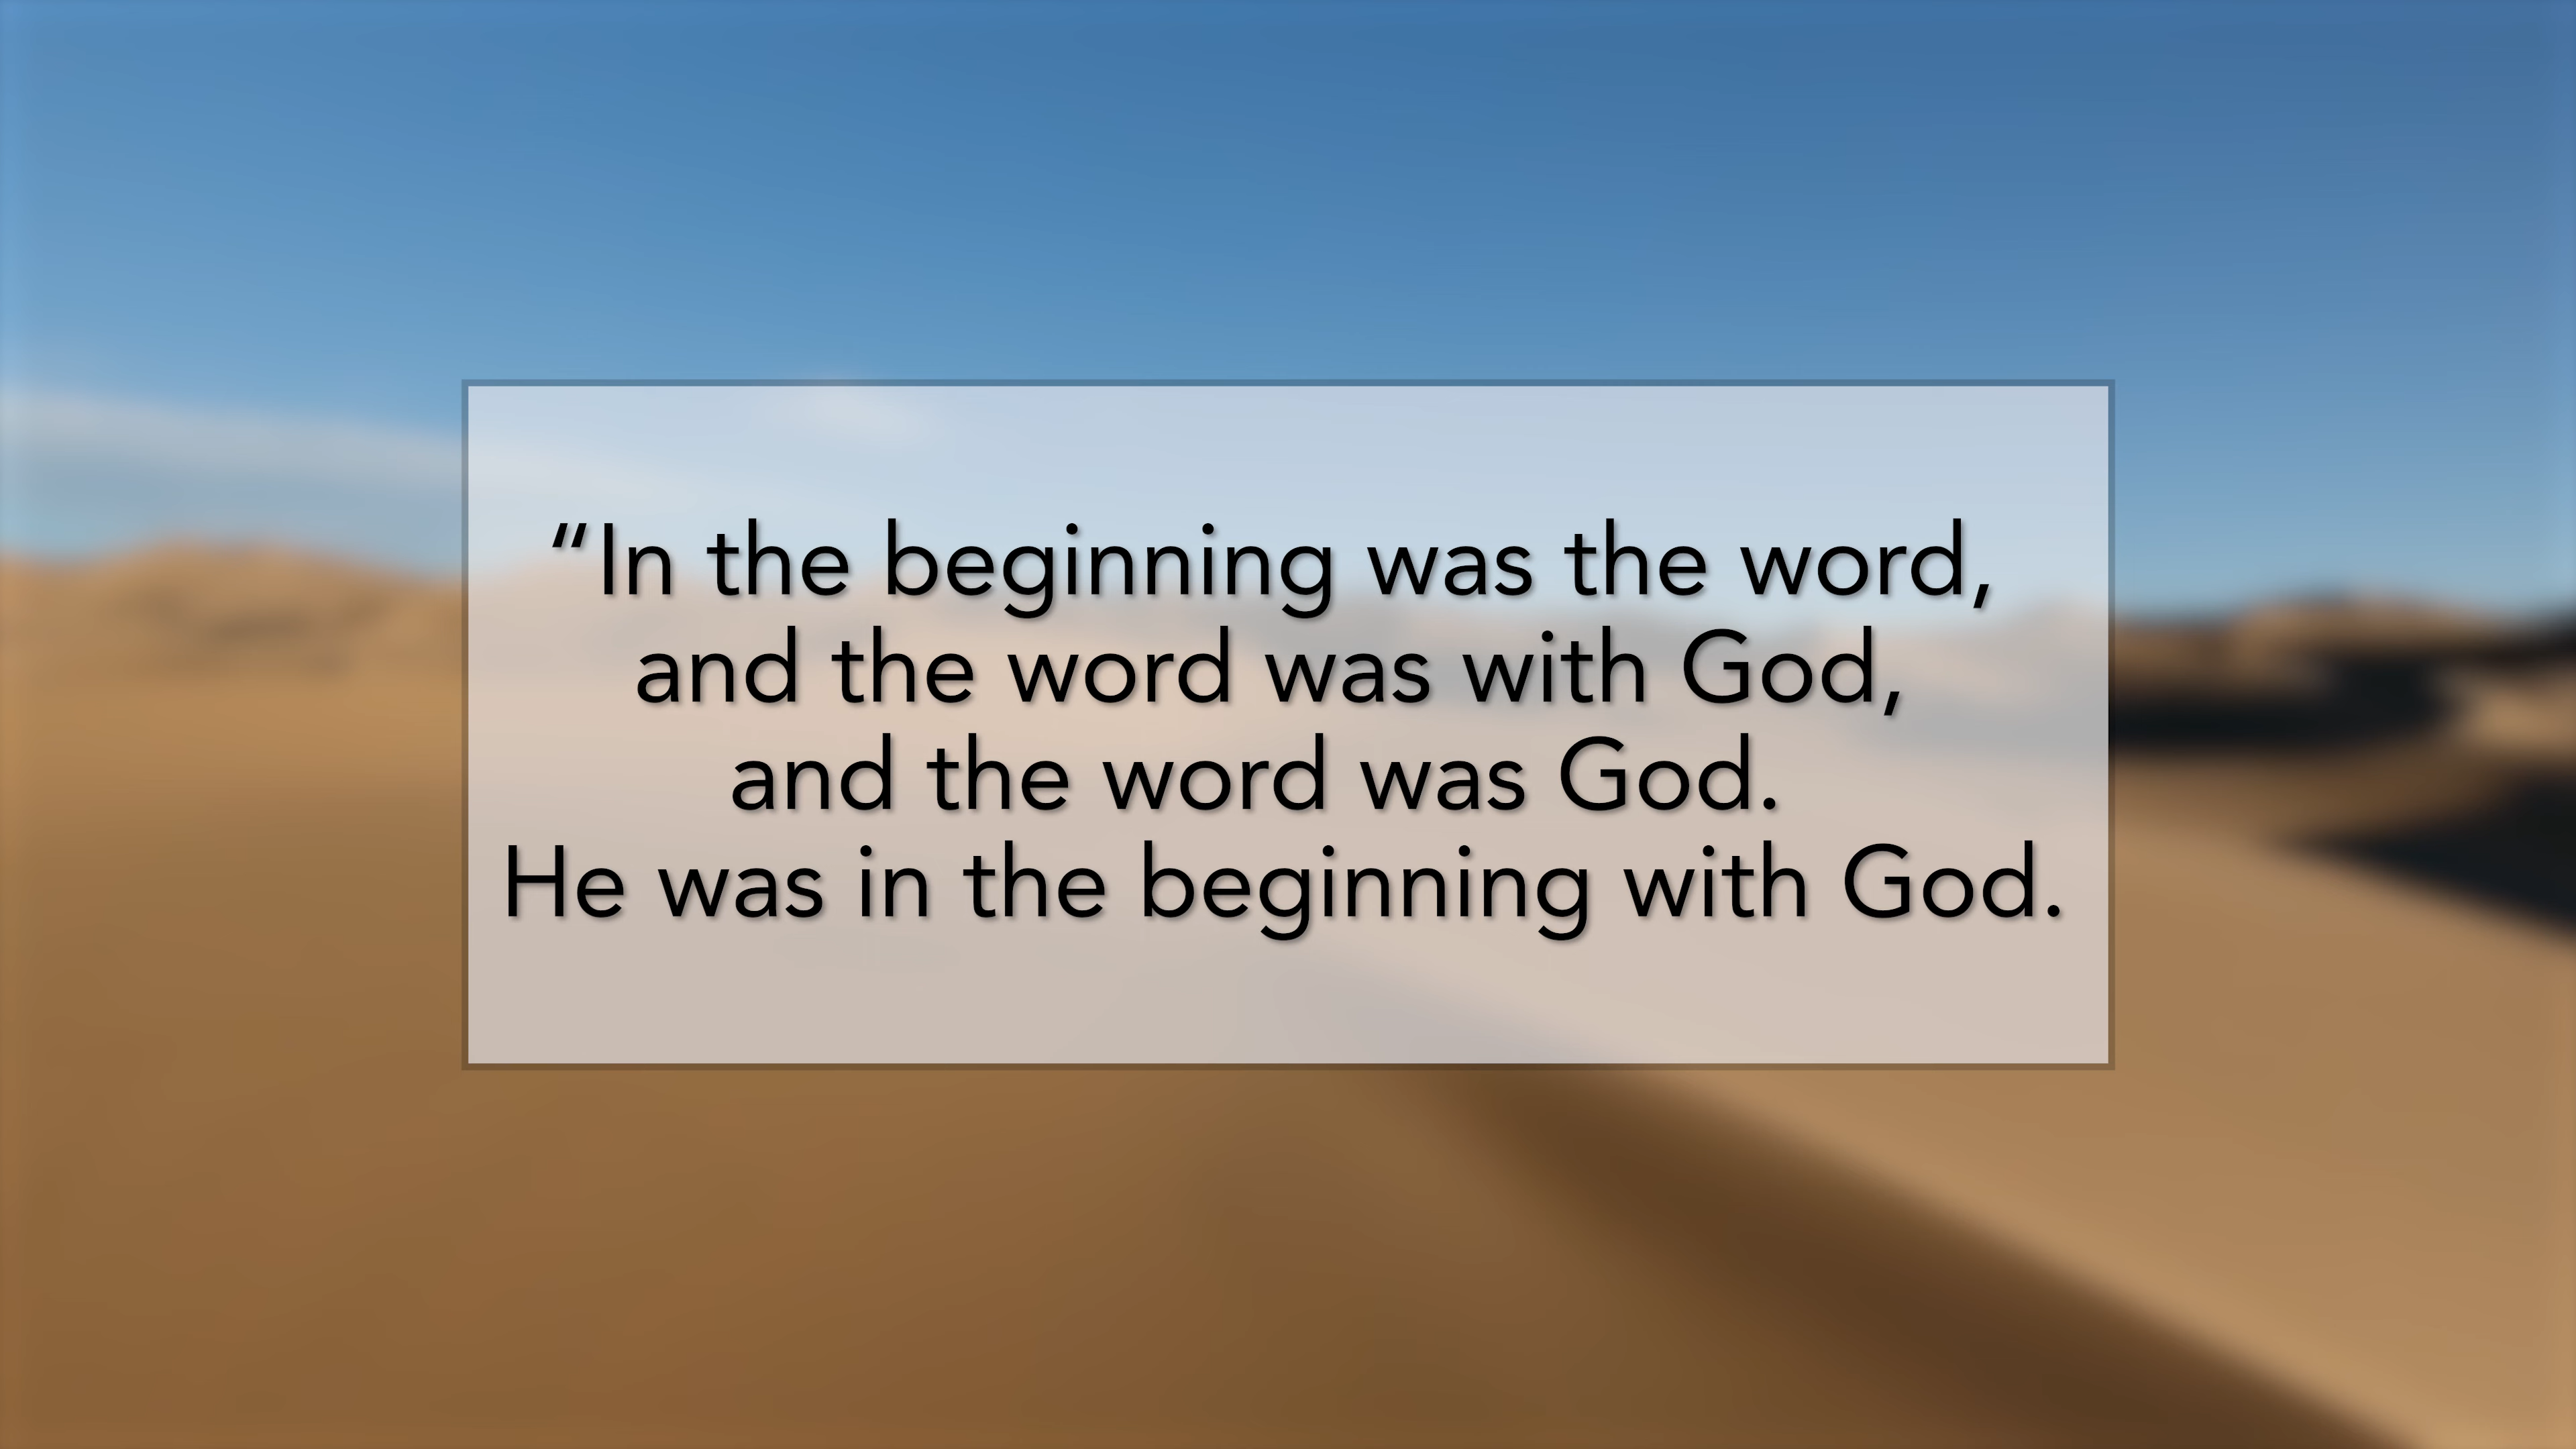 “In the beginning was the word,
and the word was with God,
and the word was God.
He was in the beginning with God.